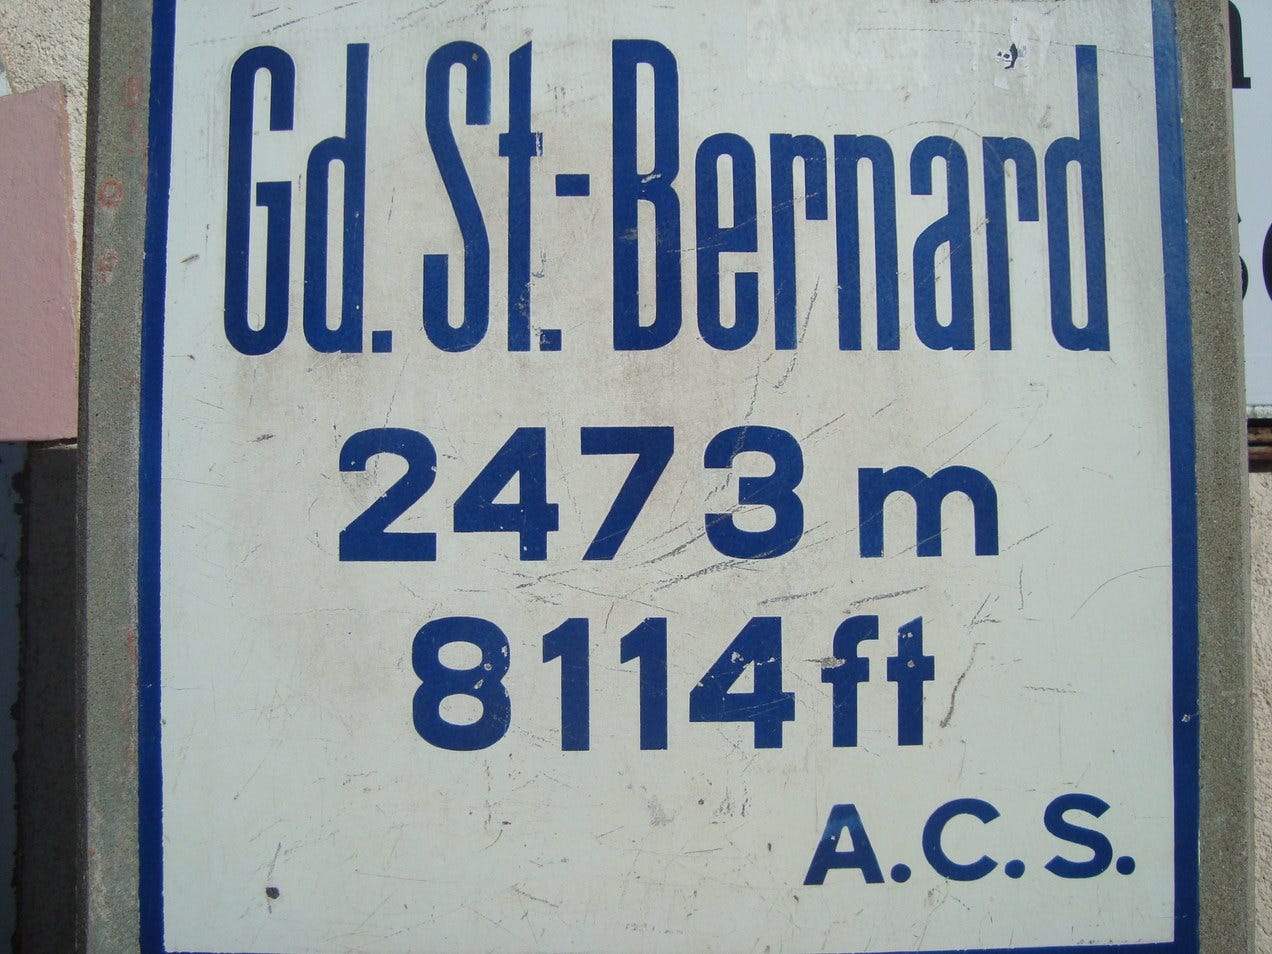 Gd. St.-Bernard
2473 m
8114 ft
A.C.S.